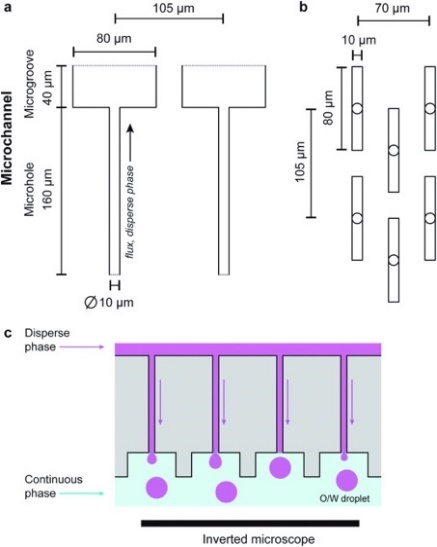 a
105 µm
80 µm
Microchannel
Microgroove
40 µm
Microhole
160 µm
flux, disperse phase
Ø10 µm
b
70 µm
10 µm
80 µm
105 µm
c
Disperse
phase
Continuous
phase
O/W droplet
Inverted microscope